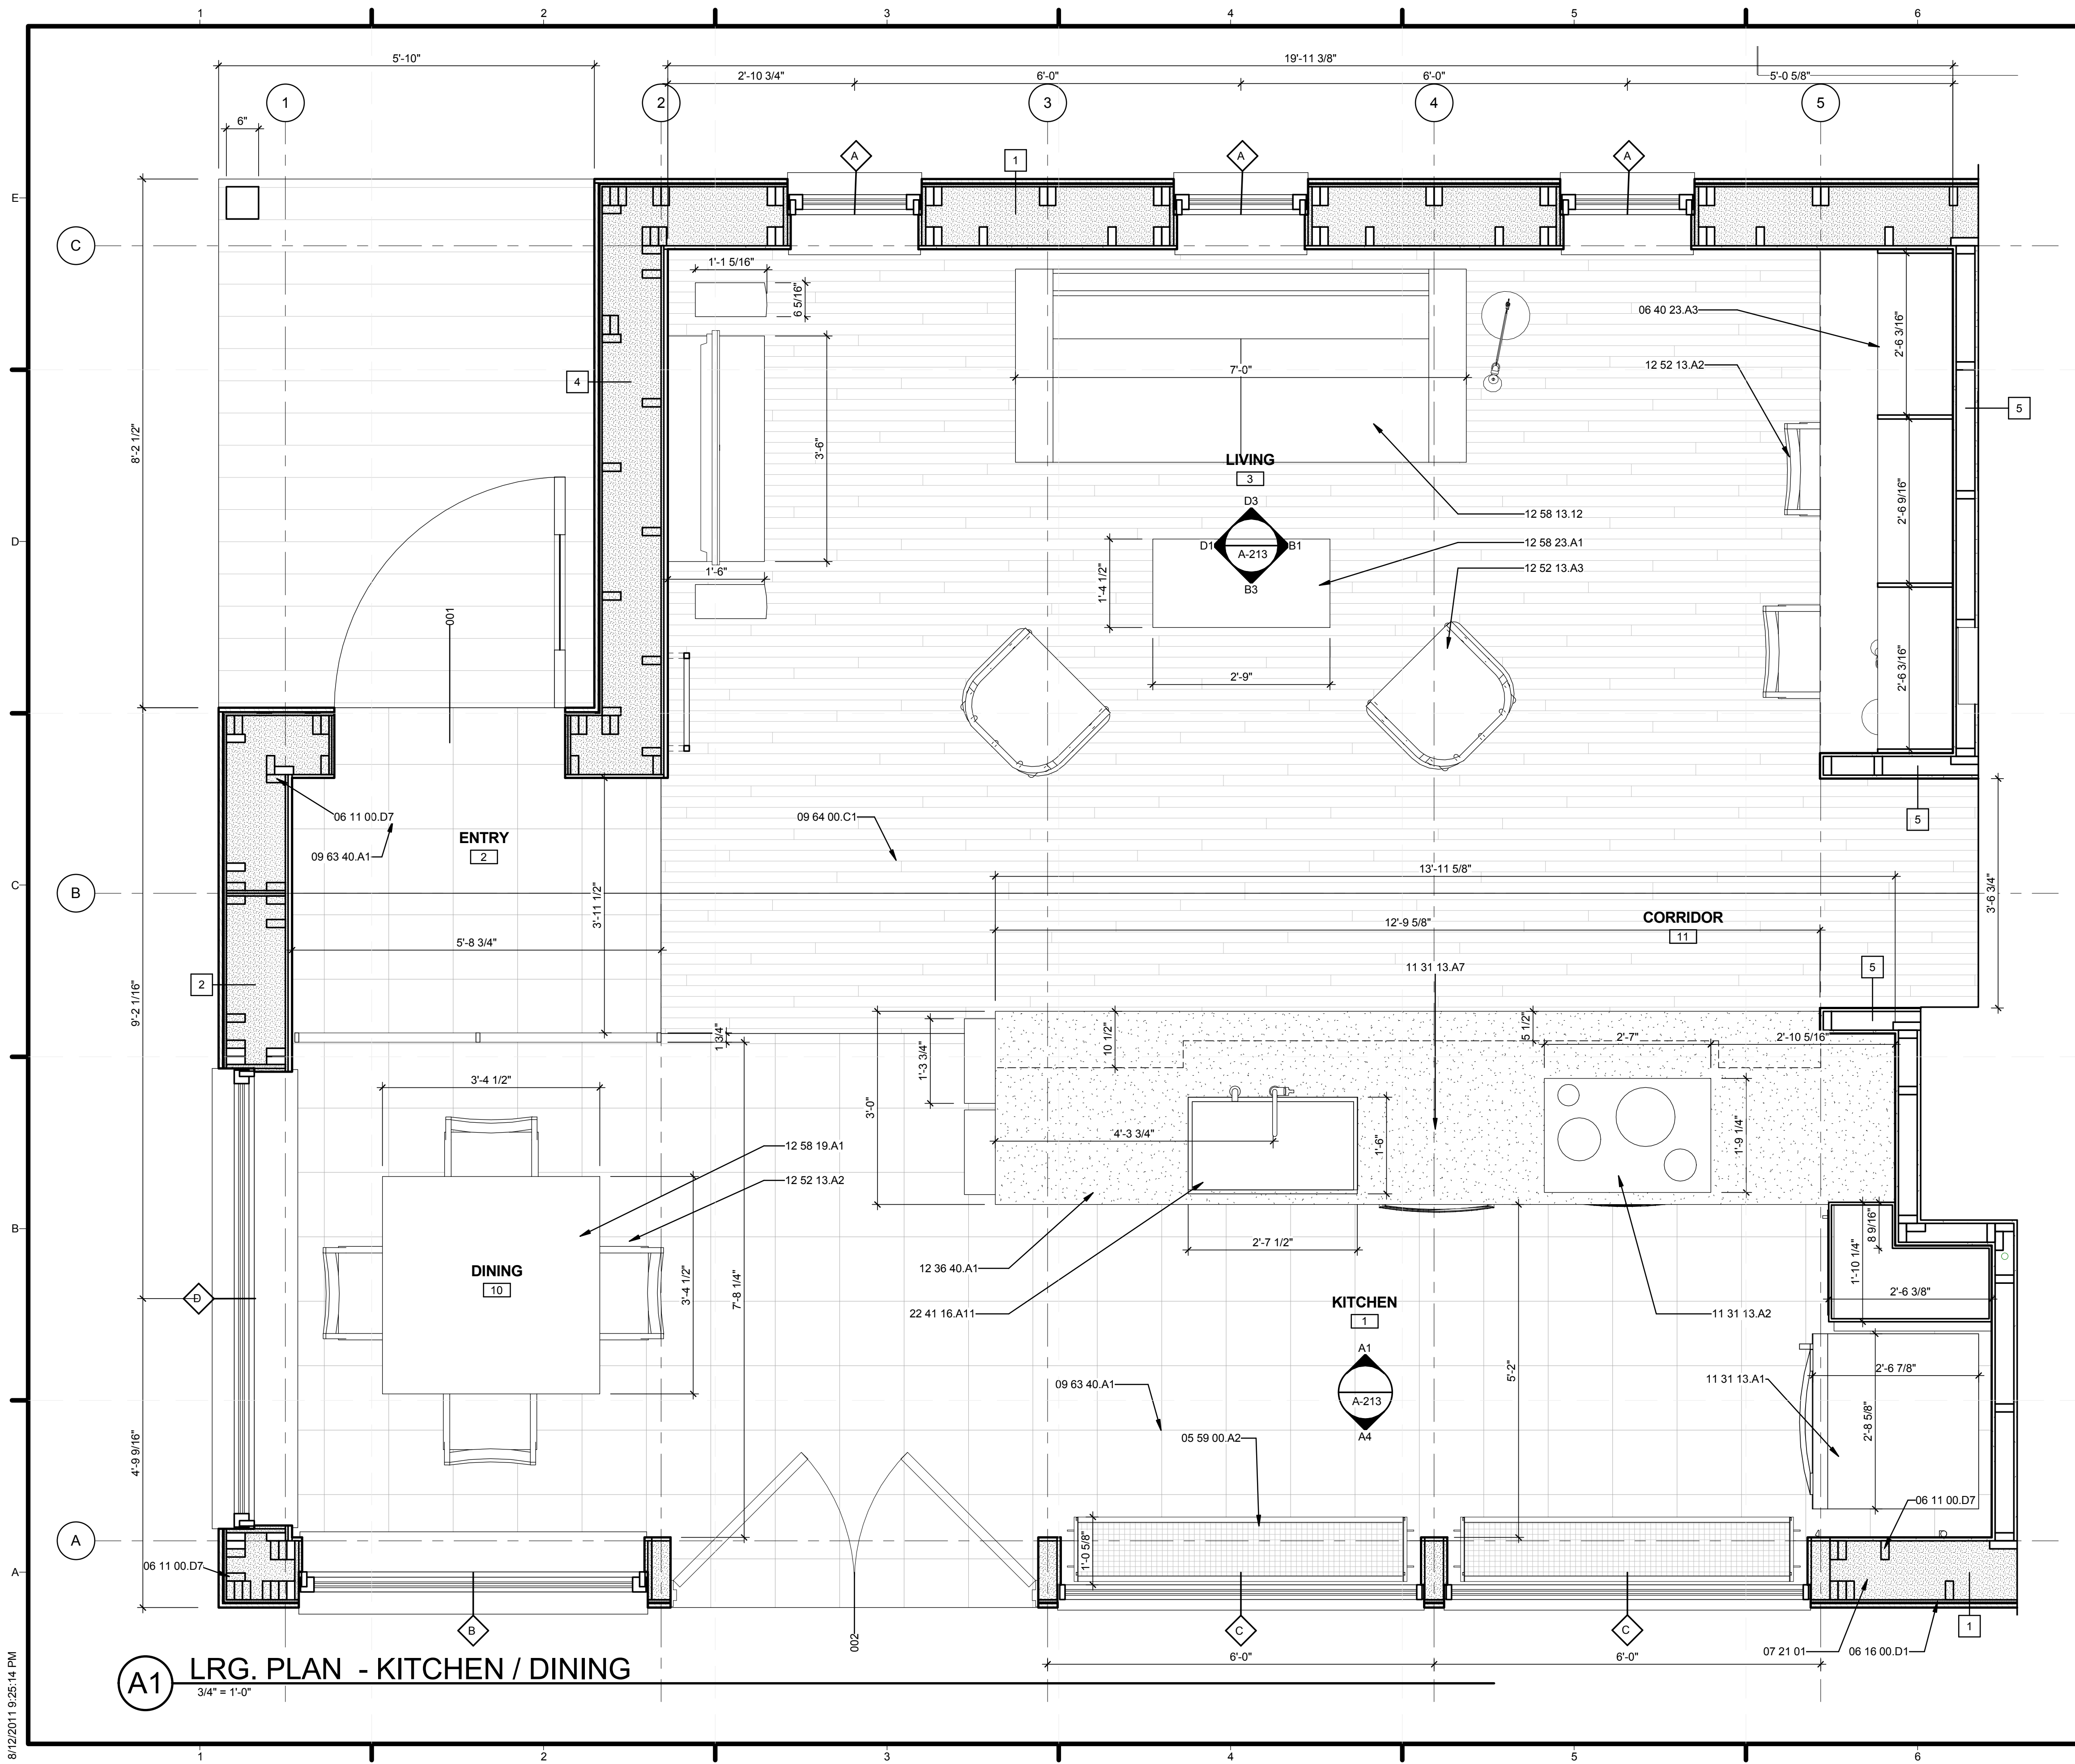 1 2 3 4 5 6
5'-10" 19'-11 3/8"
2'-10 3/4" 6'-0" 6'-0" 5'-0 5/8"
1 2 3 4 5
6"
A A A
1
E
C
1'-1 5/16"
6 5/16"
06 40 23.A3
2'-6 3/16"
12 52 13.A2
7'-0"
4
5
8'-2 1/2"
3'-6"
LIVING
3
D3
2'-6 9/16"
12 58 13.12
D
D1 A-213 B1
12 58 23.A1
1'-6"
12 52 13.A3
1'-4 1/2"
B3
001
2'-9"
2'-6 3/16"
06 11 00.D7
09 64 00.C1
5
ENTRY
2
09 63 40.A1
13'-11 5/8"
C
B
3'-11 1/2"
3'-6 3/4"
CORRIDOR
11
12'-9 5/8"
5'-8 3/4"
11 31 13.A7
5
2
9'-2 1/16"
1 3/4"
10 1/2"
5 1/2"
2'-7" 2'-10 5/16"
1'-3 3/4"
3'-4 1/2"
3'-0"
4'-3 3/4"
1'-6"
1'-9 1/4"
12 58 19.A1
12 52 13.A2
B
8 9/16"
1'-10 1/4"
2'-7 1/2"
12 36 40.A1
DINING
10
3'-4 1/2"
7'-8 1/4"
D
2'-6 3/8"
KITCHEN
1
22 41 16.A11
11 31 13.A2
A1
A-213
A4
5'-2"
2'-6 7/8"
11 31 13.A1
09 63 40.A1
2'-8 5/8"
05 59 00.A2
4'-9 9/16"
06 11 00.D7
A
1'-0 5/8"
A
06 11 00.D7
B
002
C C
1
07 21 01
06 16 00.D1
6'-0" 6'-0"
A1
LRG. PLAN - KITCHEN / DINING
3/4" = 1'-0"
8/12/2011 9:25:14 PM
1 2 3 4 5 6